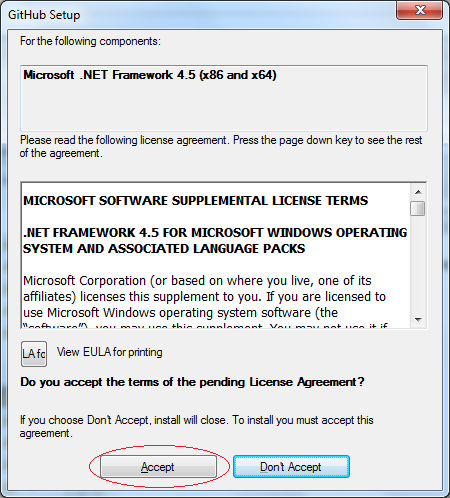 GitHub Setup
For the following components:
Microsoft .NET Framework 4.5 (x86 and x64)
Please read the following license agreement. Press the page down key to see the rest
of the agreement.
MICROSOFT SOFTWARE SUPPLEMENTAL LICENSE TERMS
.NET FRAMEWORK 4.5 FOR MICROSOFT WINDOWS OPERATING
SYSTEM AND ASSOCIATED LANGUAGE PACKS
Microsoft Corporation (or based on where you live, one of its
affiliates) licenses this supplement to you. If you are licensed to
use Microsoft Windows operating system software (the
“software”), you may use this supplement. You may not use it if
LA fo
View EULA for printing
Do you accept the terms of the pending License Agreement?
If you choose Don't Accept, install will close. To install you must accept this
agreement.
Accept
Don't Accept